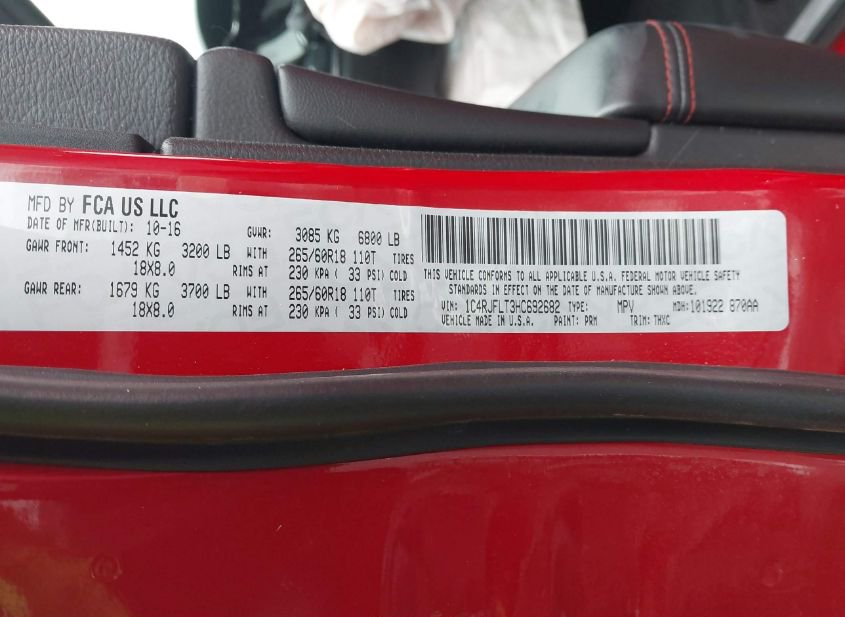 MFD BY FCA US LLC
DATE OF MFR(BUILT): 10-16 GVWR: 3085 KG 6800 LB
GAWR FRONT: 1452 KG 3200 LB WITH 265/60R18 110T TIRES
18X8.0 RIMS AT 230 KPA ( 33 PSI) COLD
GAWR REAR: 1679 KG 3700 LB WITH 265/60R18 110T TIRES
18X8.0 RIMS AT 230 KPA ( 33 PSI) COLD
THIS VEHICLE CONFORMS TO ALL APPLICABLE U.S.A. FEDERAL MOTOR VEHICLE SAFETY
STANDARDS IN EFFECT ON THE DATE OF MANUFACTURE SHOWN ABOVE.
VIN: 1C4RJFLT3HC692682 TYPE: MPV MDH:101922 870AA
VEHICLE MADE IN U.S.A. PAINT: PRM TRIM: THXC